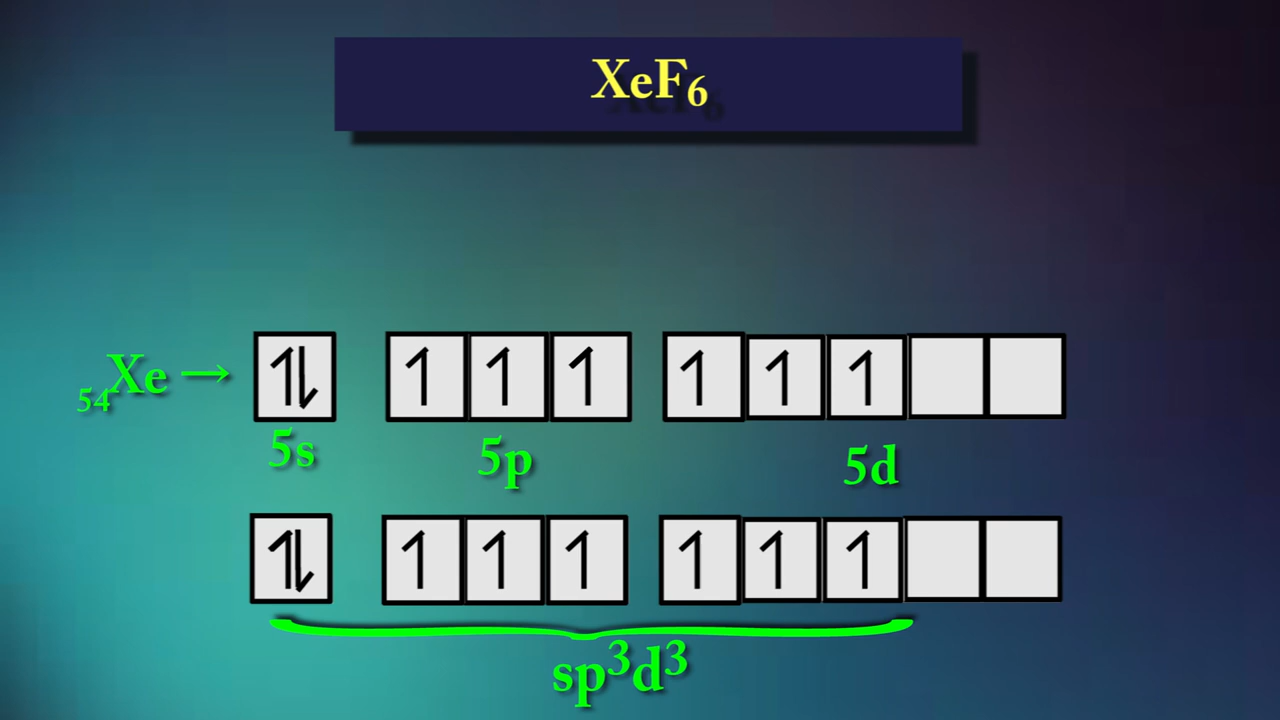 XeF₆
₅₄Xe →
5s 5p 5d
sp³d³